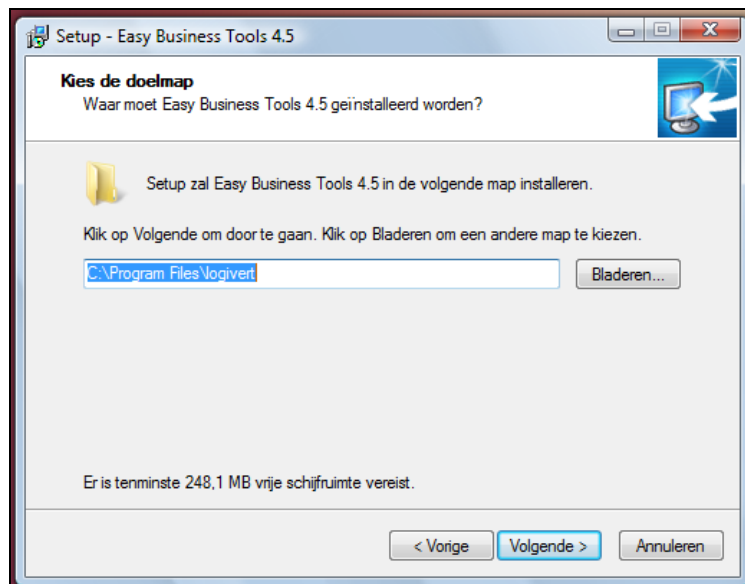 Setup - Easy Business Tools 4.5
Kies de doelmap
Waar moet Easy Business Tools 4.5 geïnstalleerd worden?
Setup zal Easy Business Tools 4.5 in de volgende map installeren.
Klik op Volgende om door te gaan. Klik op Bladeren om een andere map te kiezen.
C:\Program Files\logivert
Bladeren...
Er is tenminste 248,1 MB vrije schijfruimte vereist.
< Vorige
Volgende >
Annuleren